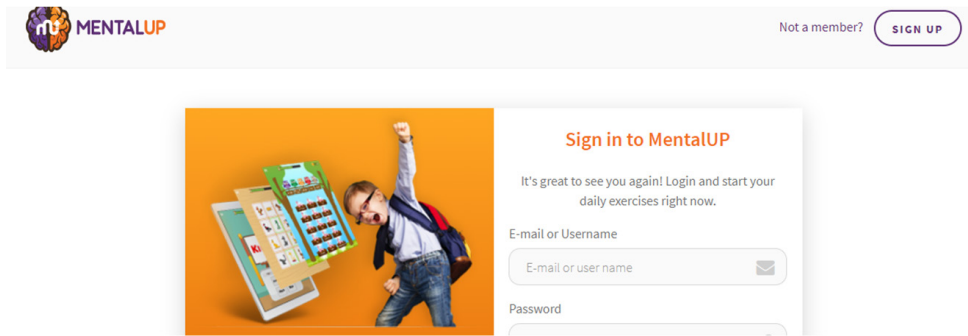 MENTALUP
Not a member?
SIGN UP
Sign in to MentalUP
It's great to see you again! Login and start your
daily exercises right now.
E-mail or Username
E-mail or user name
Password